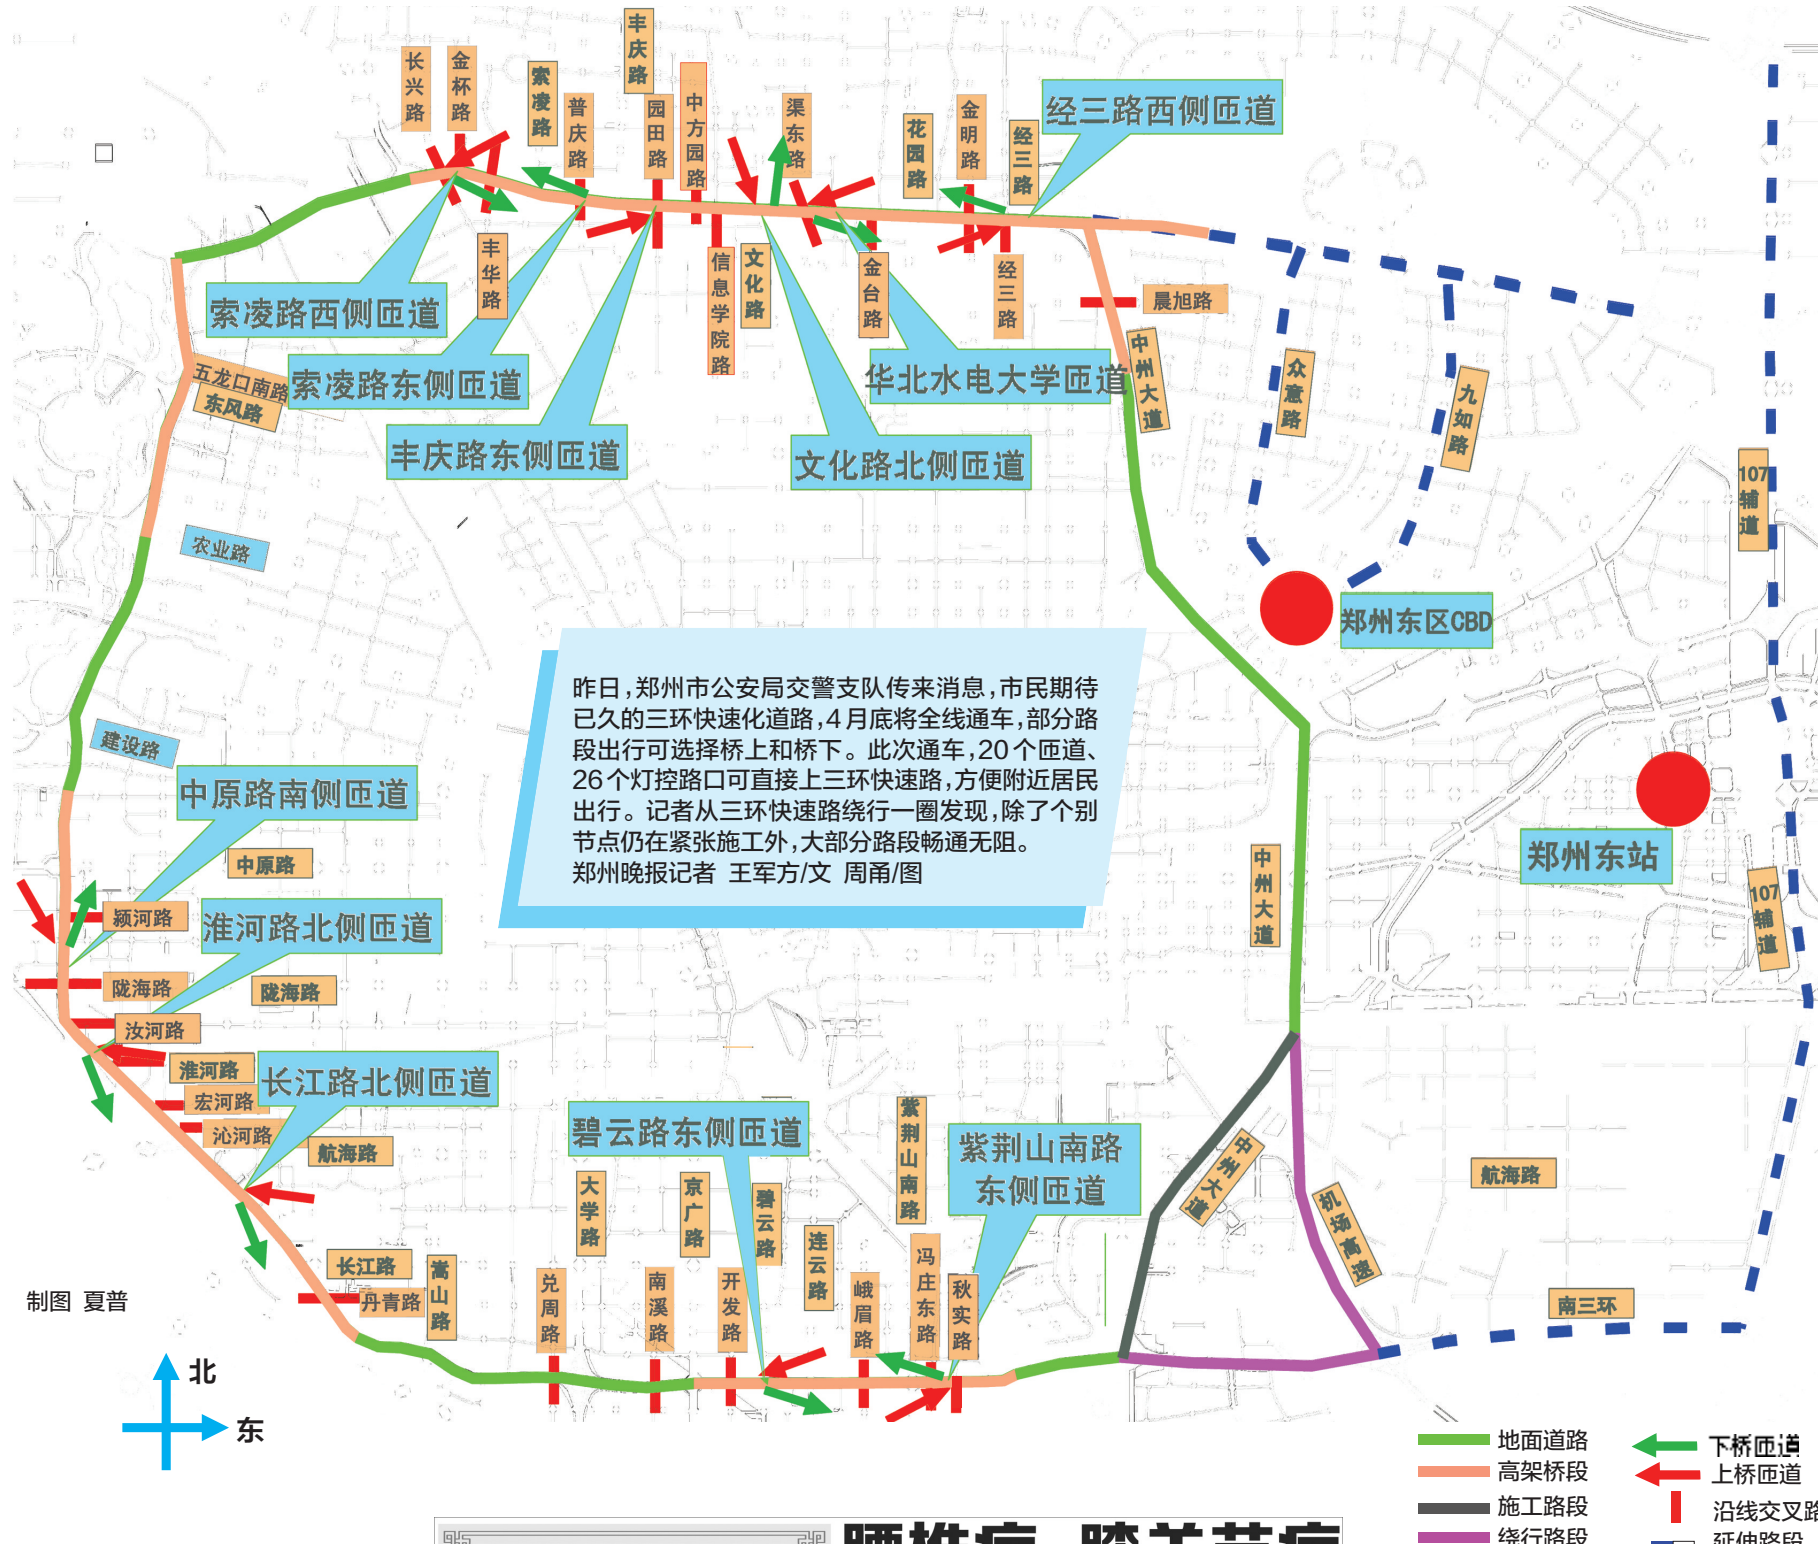 丰庆路
长兴路
金杯路
索凌路
普庆路
园田路
中方园路
渠东路
花园路
金明路
经三路
经三路西侧匝道
丰华路
信息学院路
文化路
金台路
经三路
晨旭路
索凌路西侧匝道
索凌路东侧匝道
丰庆路东侧匝道
华北水电大学匝道
文化路北侧匝道
中州大道
众意路
九如路
五龙口南路
东风路
107辅道
农业路
郑州东区CBD
建设路
昨日,郑州市公安局交警支队传来消息,市民期待
已久的三环快速化道路,4月底将全线通车,部分路
段出行可选择桥上和桥下。此次通车,20个匝道、
26个灯控路口可直接上三环快速路,方便附近居民
出行。记者从三环快速路绕行一圈发现,除了个别
节点仍在紧张施工外,大部分路段畅通无阻。
郑州晚报记者 王军方/文 周甬/图
中原路南侧匝道
中原路
郑州东站
中州大道
107辅道
颍河路
淮河路北侧匝道
陇海路
陇海路
汝河路
淮河路
长江路北侧匝道
宏河路
沁河路
航海路
碧云路东侧匝道
紫荆山南路
紫荆山南路
东侧匝道
中州大道
航海路
机场高速
大学路
京广路
碧云路
连云路
长江路
嵩山路
丹青路
兑周路
南溪路
开发路
峨眉路
冯庄东路
秋实路
南三环
制图 夏普
北
东
地面道路
下桥匝道
高架桥段
上桥匝道
施工路段
沿线交叉路
绕行路段
延伸路段
腰椎病 膝关节病